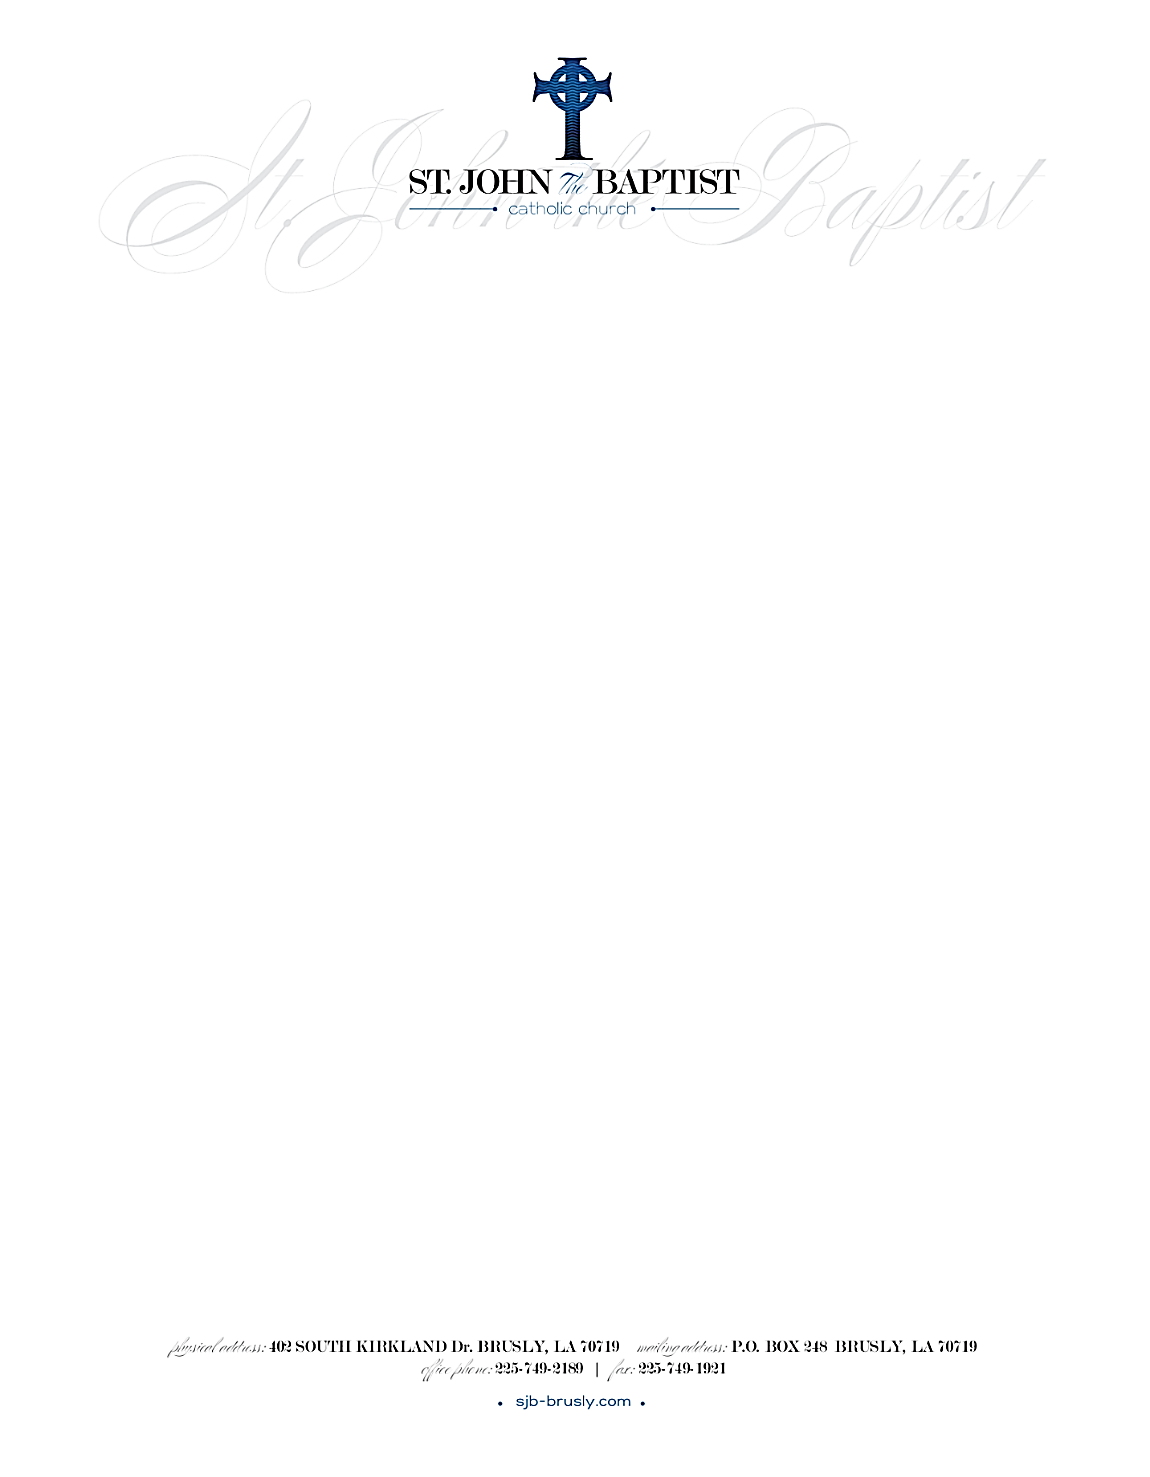 St. John the Baptist
ST. JOHN The BAPTIST
catholic church
physical address: 402 SOUTH KIRKLAND Dr. BRUSLY, LA 70719 mailing address: P.O. BOX 248 BRUSLY, LA 70719
office phone: 225-749-2189 | fax: 225-749-1921
• sjb-brusly.com •